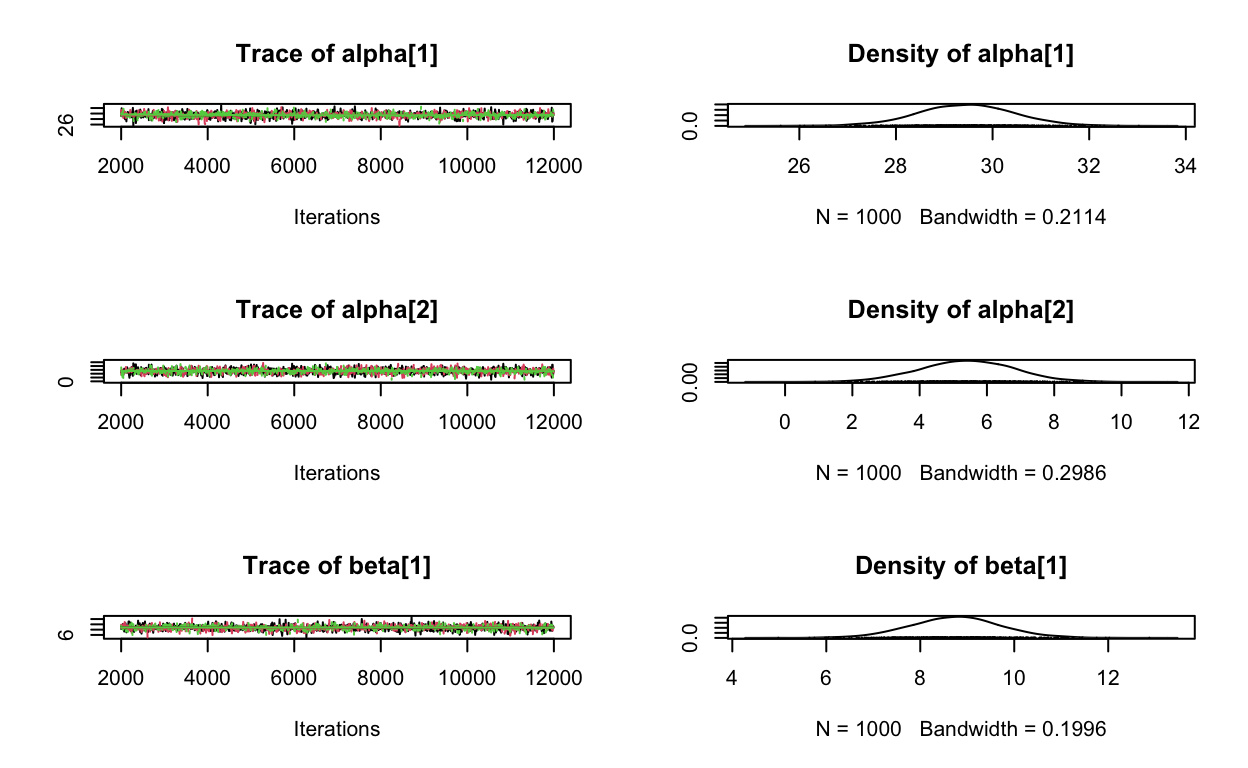 Trace of alpha[1]
26
2000 4000 6000 8000 10000 12000
Iterations
Density of alpha[1]
0.0
26 28 30 32 34
N = 1000 Bandwidth = 0.2114
Trace of alpha[2]
0
2000 4000 6000 8000 10000 12000
Iterations
Density of alpha[2]
0.00
0 2 4 6 8 10 12
N = 1000 Bandwidth = 0.2986
Trace of beta[1]
6
2000 4000 6000 8000 10000 12000
Iterations
Density of beta[1]
0.0
4 6 8 10 12
N = 1000 Bandwidth = 0.1996